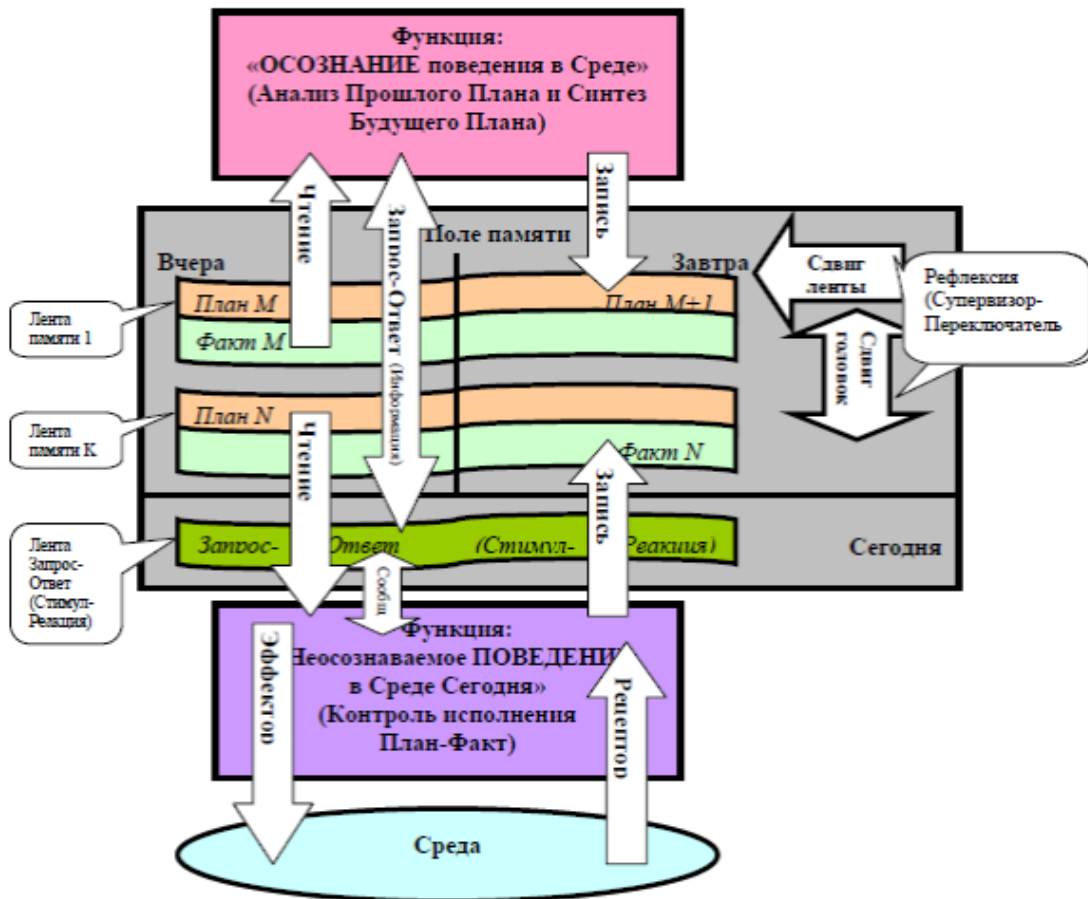 Функция:
«ОСОЗНАНИЕ поведения в Среде»
(Анализ Прошлого Плана и Синтез
Будущего Плана)
Чтение
Запрос-Ответ (Информация)
Запись
Поле памяти
Вчера
Завтра
Сдвиг
ленты
Рефлексия
(Супервизор-
Переключатель
Сдвиг
головок
Лента
памяти 1
План М
План М+1
Факт М
Лента
памяти К
План N
Факт N
Чтение
Запись
Лента
Запрос-
Ответ
(Стимул-
Реакция)
Запрос- Ответ (Стимул- Реакция)
Сегодня
Сообщ
Функция:
Неосознаваемое ПОВЕДЕНИ
в Среде Сегодня»
(Контроль исполнения
План-Факт)
Эффектор
Рецептор
Среда